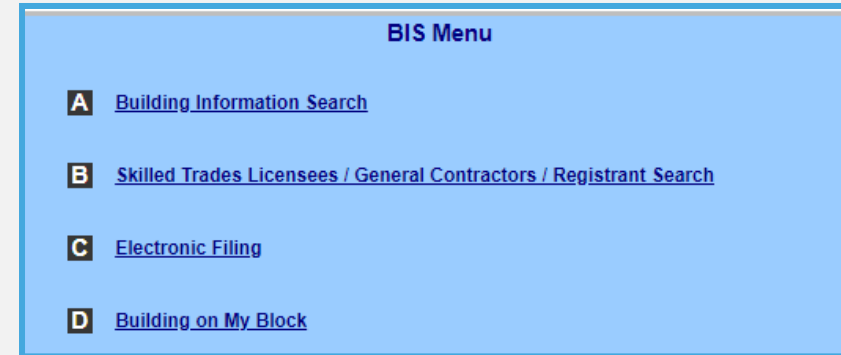 BIS Menu
A Building Information Search
B Skilled Trades Licensees / General Contractors / Registrant Search
C Electronic Filing
D Building on My Block